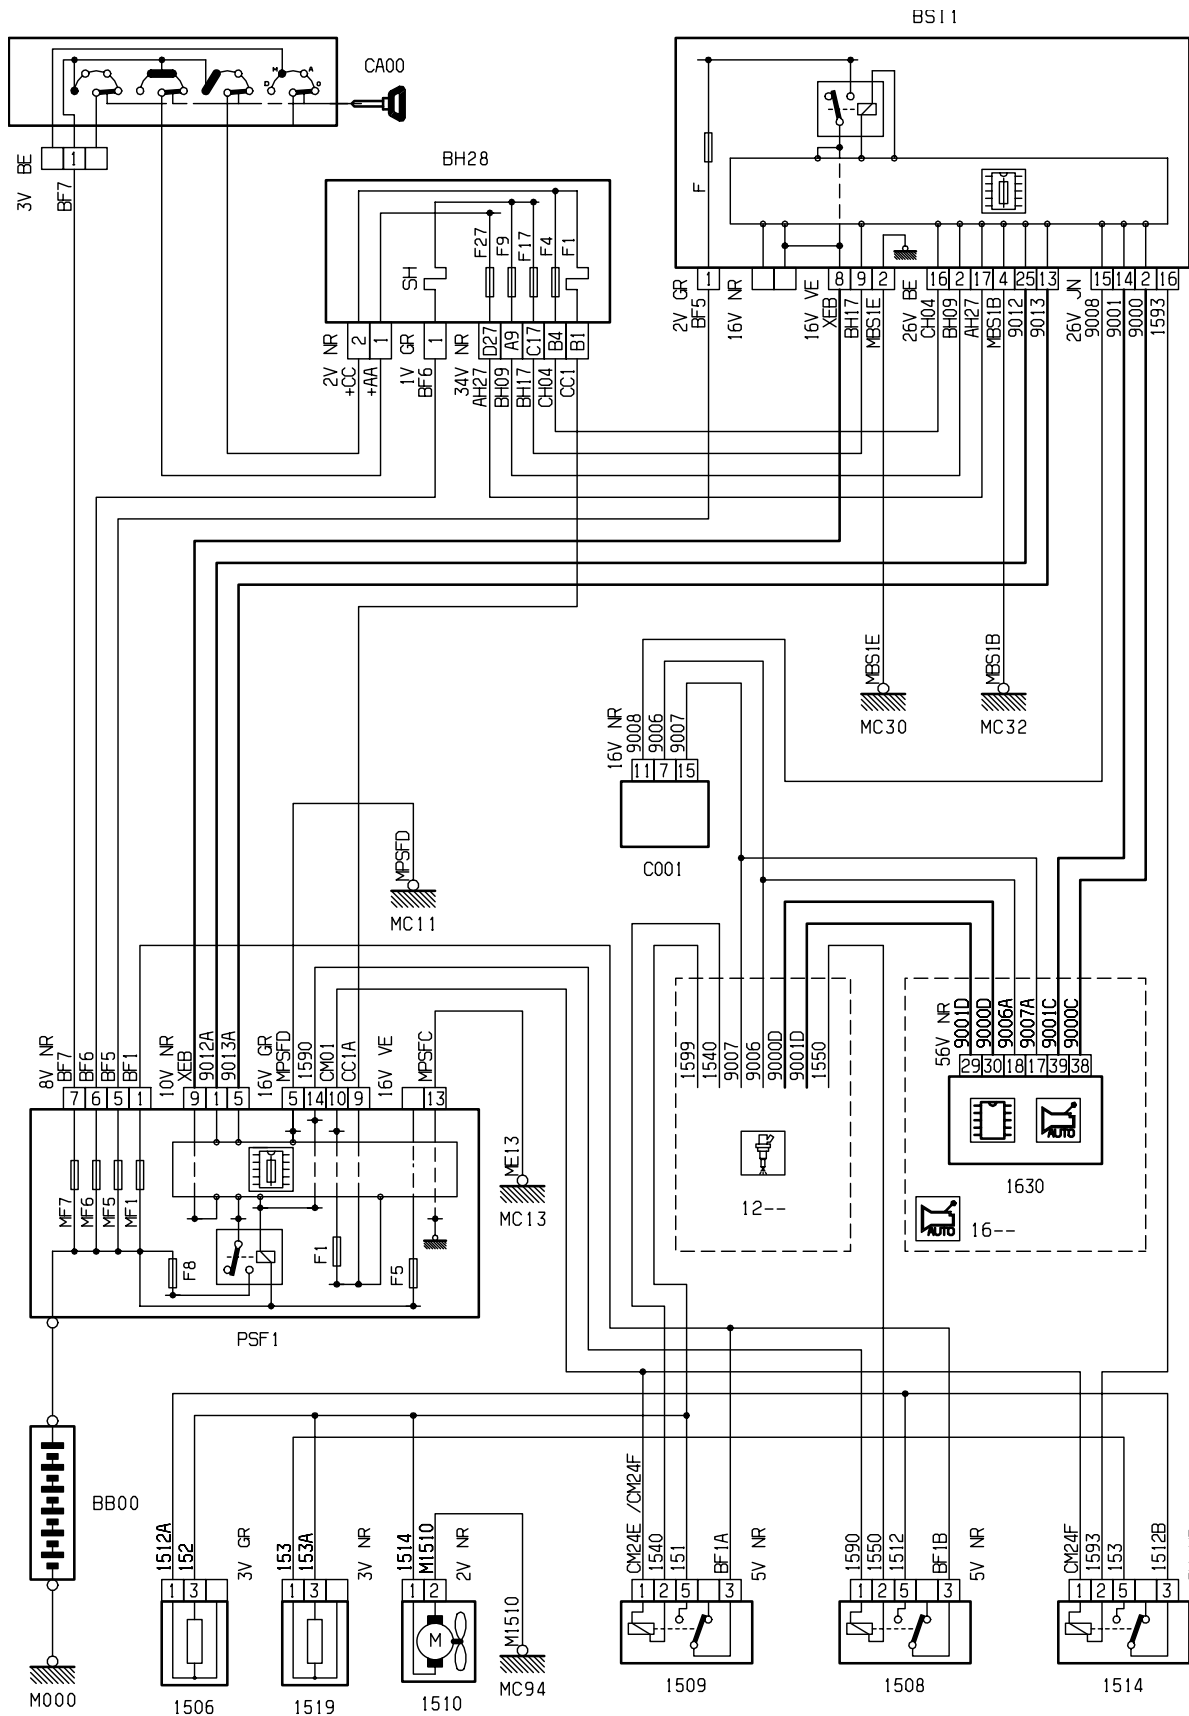 BSI1
CA00
M
A
D
3V BE
1
BF7
BH28
SH
F27
F9
F17
F4
F1
2
1
1
D27
A9
C17
B4
B1
2V NR
+CC
+AA
1V GR
BF6
34V NR
AH27
BH09
BH17
CH04
CC1
F
1
8
9
2
16
2
17
4
25
13
15
14
2
16
2V GR
BF5
16V NR
16V VE
XEB
BH17
MBS1E
26V BE
CH04
BH09
AH27
MBS1B
9012
9013
26V JN
9008
9001
9000
1593
MBS1E
MC30
MBS1B
MC32
16V NR
9008
9006
9007
11
7
15
C001
MPSFD
MC11
8V NR
BF7
BF6
BF5
BF1
10V NR
XEB
9012A
9013A
16V GR
MPSFD
1590
CM01
CC1A
16V VE
MPSFC
7
6
5
1
9
1
5
5
14
10
9
13
MF7
MF6
MF5
MF1
F8
F1
F5
PSF1
ME13
MC13
1599
1540
9007
9006
9000D
9001D
1550
12--
56V NR
9001D
9000D
9006A
9007A
9001C
9000C
29
30
18
17
39
38
AUTO
1630
AUTO
16--
BB00
M000
1512A
152
3V GR
1
3
1506
153
153A
3V NR
1
3
1519
1514
M1510
2V NR
1
2
M
1510
M1510
MC94
CM24E /CM24F
1540
151
BF1A
5V NR
1
2
5
3
1509
1590
1550
1512
BF1B
5V NR
1
2
5
3
1508
CM24F
1593
153
1512B
1
2
5
3
1514